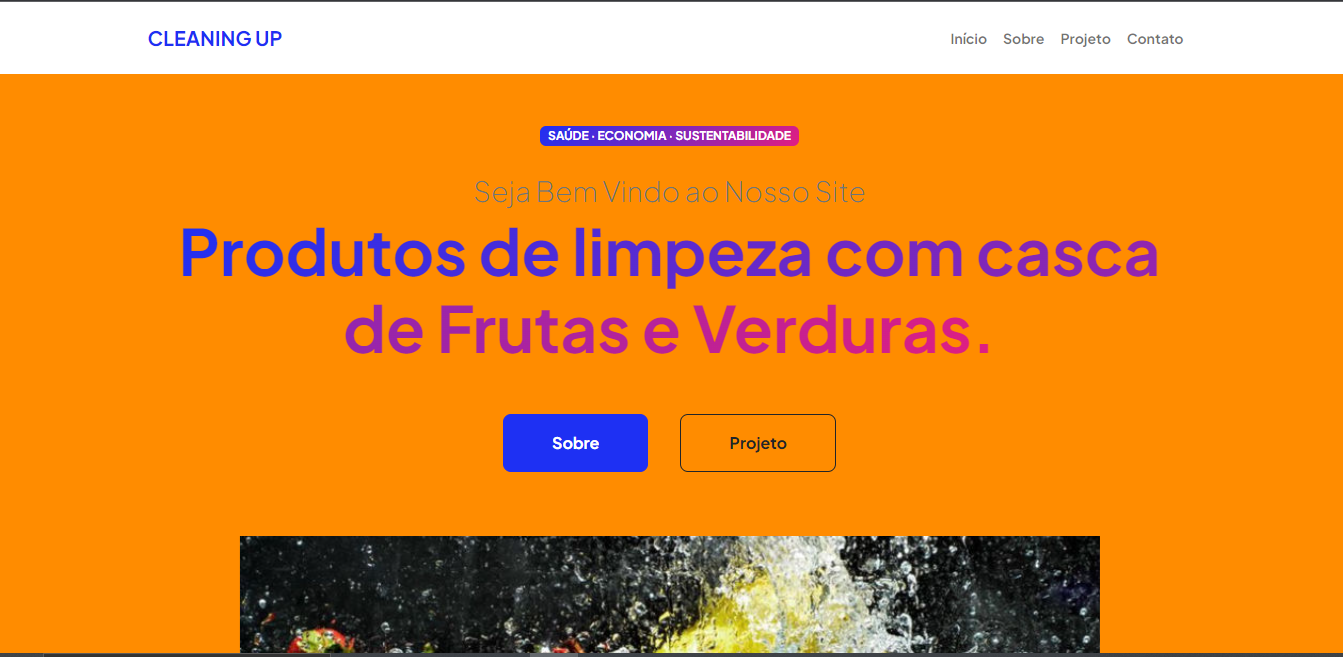 CLEANING UP
Início Sobre Projeto Contato
SAÚDE · ECONOMIA · SUSTENTABILIDADE
Seja Bem Vindo ao Nosso Site
Produtos de limpeza com casca
de Frutas e Verduras.
Sobre Projeto